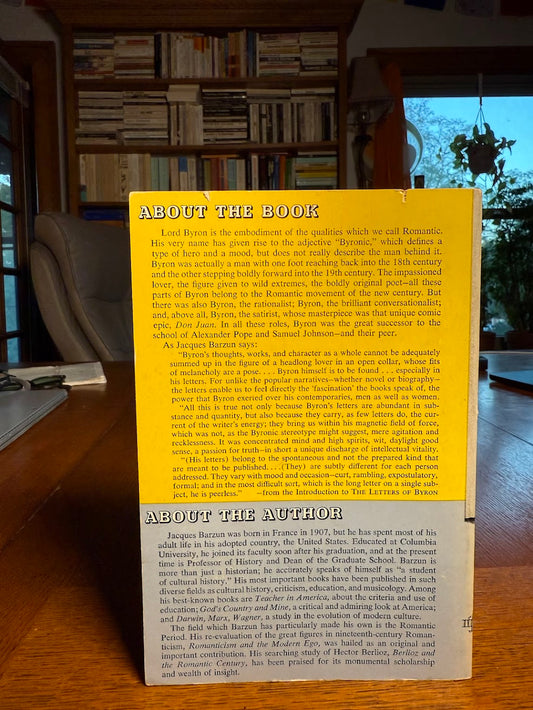 ABOUT THE BOOK
Lord Byron is the embodiment of the qualities which we call Romantic.
His very name has given rise to the adjective “Byronic,” which defines a
type of hero and a mood, but does not really describe the man behind it.
Byron was actually a man with one foot reaching back into the 18th century
and the other stepping boldly forward into the 19th century. The impassioned
lover, the figure given to wild extremes, the boldly original poet—all these
parts of Byron belong to the Romantic movement of the new century. But
there was also Byron, the rationalist; Byron, the brilliant conversationalist;
and, above all, Byron, the satirist, whose masterpiece was that unique comic
epic, Don Juan. In all these roles, Byron was the great successor to the
school of Alexander Pope and Samuel Johnson—and their peer.
As Jacques Barzun says:
“Byron's thoughts, works, and character as a whole cannot be adequately
summed up in the figure of a headlong lover in an open collar, whose fits
of melancholy are a pose. . . . Byron himself is to be found . . . especially in
his letters. For unlike the popular narratives—whether novel or biography—
the letters enable us to feel directly the 'fascination' the books speak of, the
power that Byron exerted over his contemporaries, men as well as women.
“All this is true not only because Byron's letters are abundant in sub-
stance and quantity, but also because they carry, as few letters do, the cur-
rent of the writer's energy; they bring us within his magnetic field of force,
which was not, as the Byronic stereotype might suggest, mere agitation and
recklessness. It was concentrated mind and high spirits, wit, daylight good
sense, a passion for truth—in short a unique discharge of intellectual vitality.
“(His letters) belong to the spontaneous and not the prepared kind that
are meant to be published. . . .(They) are subtly different for each person
addressed. They vary with mood and occasion—curt, rambling, expostulatory,
formal; and in the most difficult sort, which is the long letter on a single sub-
ject, he is peerless.” —from the Introduction to THE LETTERS OF BYRON
ABOUT THE AUTHOR
Jacques Barzun was born in France in 1907, but he has spent most of his
adult life in his adopted country, the United States. Educated at Columbia
University, he joined its faculty soon after his graduation, and at the present
time is Professor of History and Dean of the Graduate School. Barzun is
more than just a historian; he accurately speaks of himself as “a student
of cultural history.” His most important books have been published in such
diverse fields as cultural history, criticism, education, and musicology. Among
his best-known books are Teacher in America, about the criteria and use of
education; God's Country and Mine, a critical and admiring look at America;
and Darwin, Marx, Wagner, a study in the evolution of modern culture.
The field which Barzun has particularly made his own is the Romantic
Period. His re-evaluation of the great figures in nineteenth-century Roman-
ticism, Romanticism and the Modern Ego, was hailed as an original and
important contribution. His searching study of Hector Berlioz, Berlioz and
the Romantic Century, has been praised for its monumental scholarship
and wealth of insight.